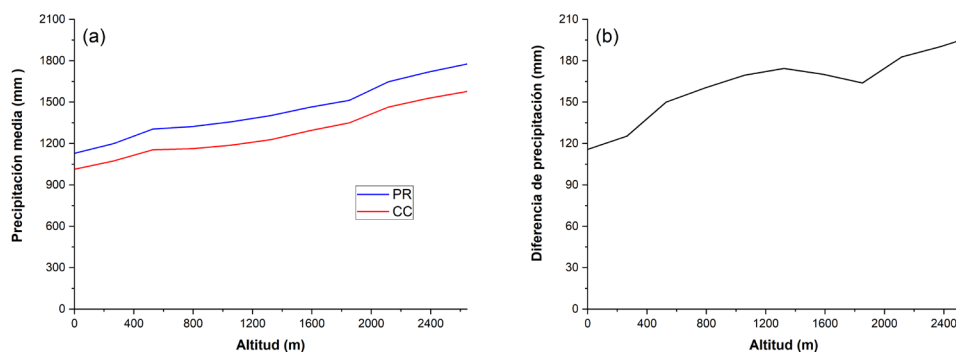 (a)
Precipitación media (mm )
2100
1800
1500
1200
900
600
300
0
PR
CC
0 400 800 1200 1600 2000 2400
Altitud (m)
(b)
Diferencia de precipitación (mm)
210
180
150
120
90
60
30
0
0 400 800 1200 1600 2000 2400
Altitud (m)